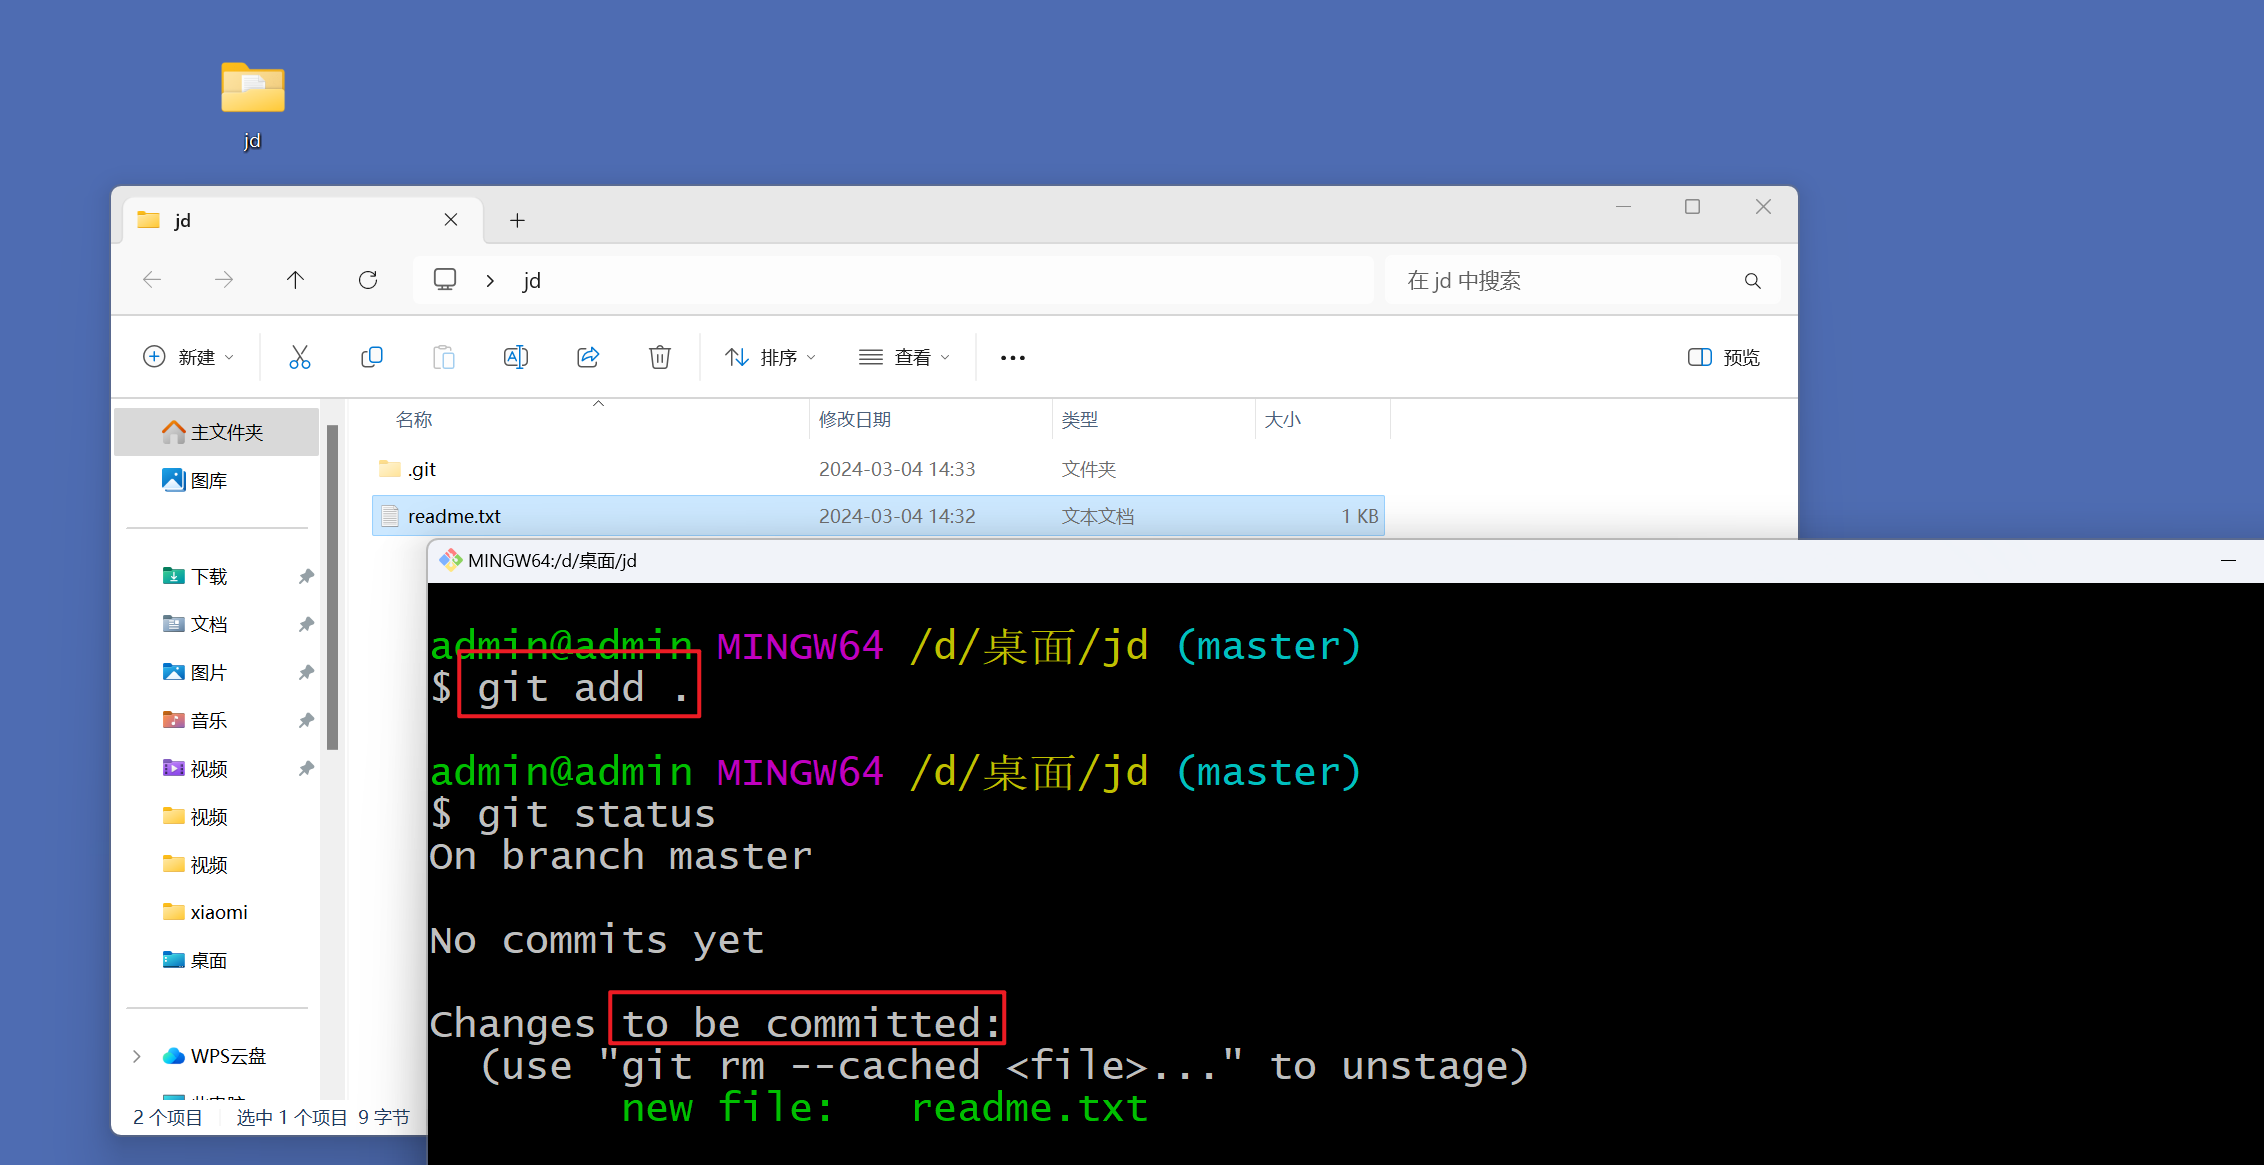 jd
jd
jd
在 jd 中搜索
新建
排序
查看
预览
名称
修改日期
类型
大小
主文件夹
图库
下载
文档
图片
音乐
视频
视频
视频
xiaomi
桌面
WPS云盘
.git
2024-03-04 14:33
文件夹
readme.txt
2024-03-04 14:32
文本文档
1 KB
2 个项目
选中 1 个项目 9 字节
MINGW64:/d/桌面/jd
admin@admin MINGW64 /d/桌面/jd (master)
$ git add .
admin@admin MINGW64 /d/桌面/jd (master)
$ git status
On branch master
No commits yet
Changes to be committed:
(use "git rm --cached <file>..." to unstage)
new file: readme.txt